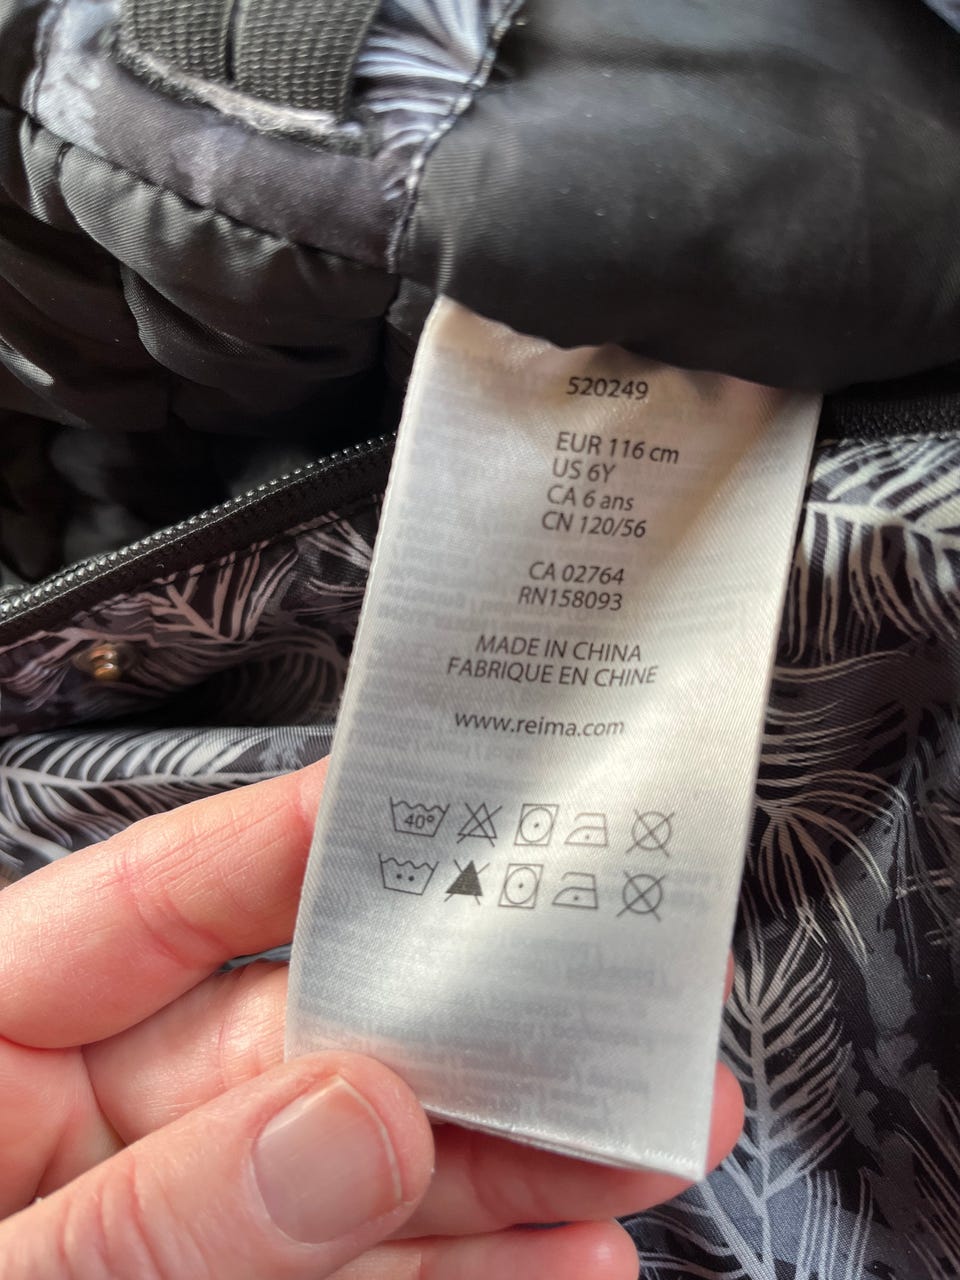 520249
EUR 116 cm
US 6Y
CA 6 ans
CN 120/56
CA 02764
RN158093
MADE IN CHINA
FABRIQUE EN CHINE
www.reima.com
40°